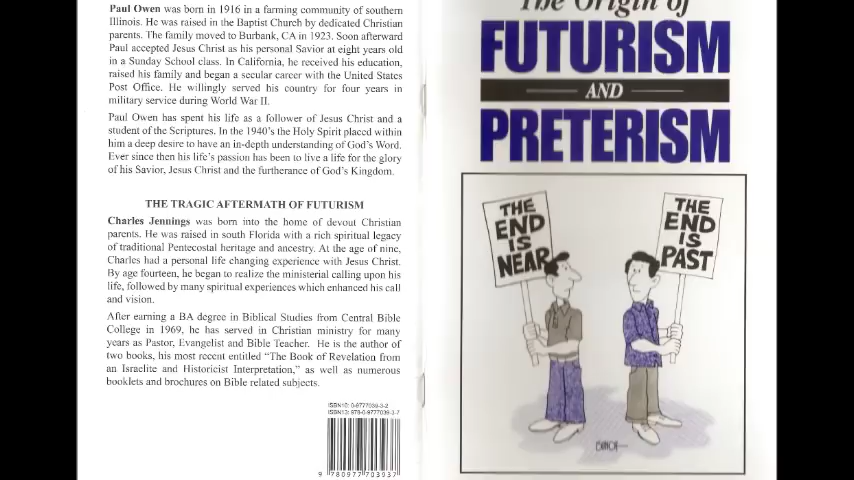 Paul Owen was born in 1916 in a farming community of southern
Illinois. He was raised in the Baptist Church by dedicated Christian
parents. The family moved to Burbank, CA in 1923. Soon afterward
Paul accepted Jesus Christ as his personal Savior at eight years old
in a Sunday School class. In California, he received his education,
raised his family and began a secular career with the United States
Post Office. He willingly served his country for four years in
military service during World War II.
Paul Owen has spent his life as a follower of Jesus Christ and a
student of the Scriptures. In the 1940's the Holy Spirit placed within
him a deep desire to have an in-depth understanding of God's Word.
Ever since then his life's passion has been to live a life for the glory
of his Savior, Jesus Christ and the furtherance of God's Kingdom.
THE TRAGIC AFTERMATH OF FUTURISM
Charles Jennings was born into the home of devout Christian
parents. He was raised in south Florida with a rich spiritual legacy
of traditional Pentecostal heritage and ancestry. At the age of nine,
Charles had a personal life changing experience with Jesus Christ.
By age fourteen, he began to realize the ministerial calling upon his
life, followed by many spiritual experiences which enhanced his call
and vision.
After earning a BA degree in Biblical Studies from Central Bible
College in 1969, he has served in Christian ministry for many
years as Pastor, Evangelist and Bible Teacher. He is the author of
two books, his most recent entitled "The Book of Revelation from
an Israelite and Historicist Interpretation," as well as numerous
booklets and brochures on Bible related subjects.
ISBN10: 0-9777039-3-2
ISBN13: 978-0-9777039-3-7
9 780977 703937
The Origin of
FUTURISM
AND
PRETERISM
THE
END
IS
NEAR
THE
END
IS
PAST